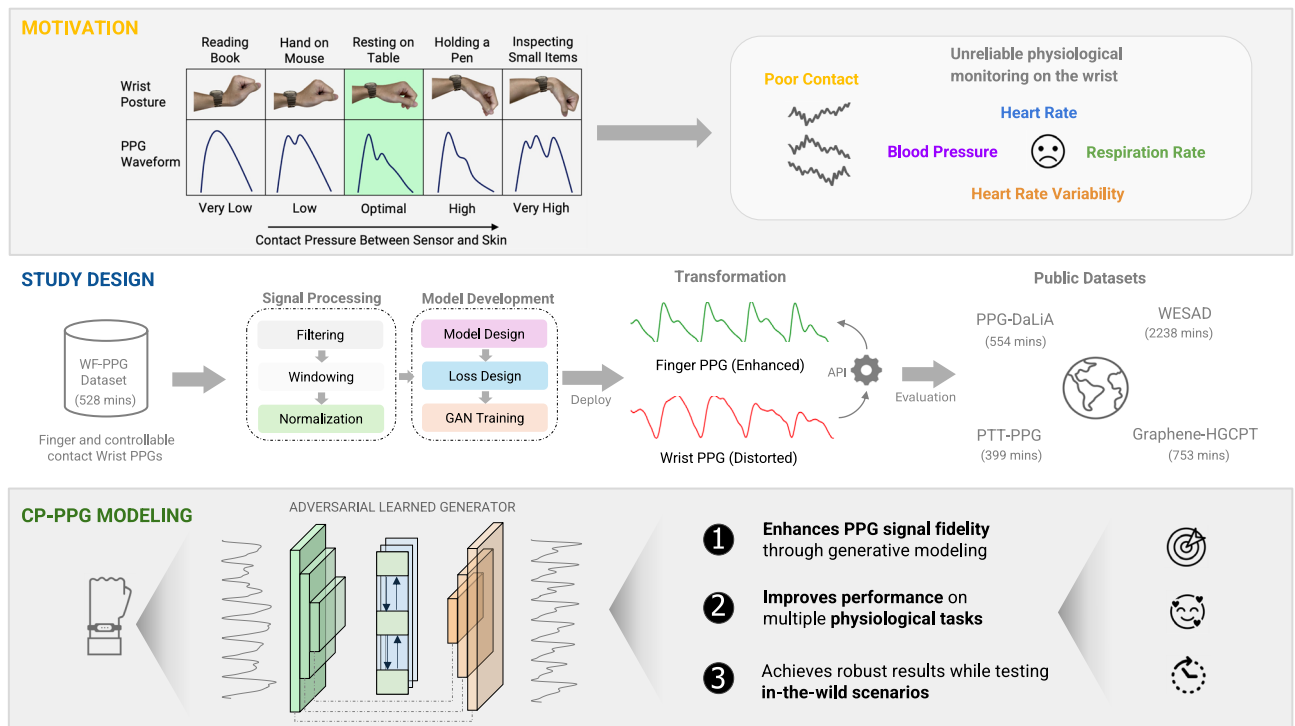 MOTIVATION
Reading Book
Hand on Mouse
Resting on Table
Holding a Pen
Inspecting Small Items
Wrist Posture
PPG Waveform
Very Low
Low
Optimal
High
Very High
Contact Pressure Between Sensor and Skin
Unreliable physiological
monitoring on the wrist
Poor Contact
Heart Rate
Blood Pressure
Respiration Rate
Heart Rate Variability
STUDY DESIGN
WF-PPG
Dataset
(528 mins)
Finger and controllable
contact Wrist PPGs
Signal Processing
Filtering
Windowing
Normalization
Model Development
Model Design
Loss Design
GAN Training
Deploy
Transformation
Finger PPG (Enhanced)
API
Wrist PPG (Distorted)
Evaluation
Public Datasets
PPG-DaLiA
(554 mins)
WESAD
(2238 mins)
PTT-PPG
(399 mins)
Graphene-HGCPT
(753 mins)
CP-PPG MODELING
ADVERSARIAL LEARNED GENERATOR
1
Enhances PPG signal fidelity
through generative modeling
2
Improves performance on
multiple physiological tasks
3
Achieves robust results while testing
in-the-wild scenarios